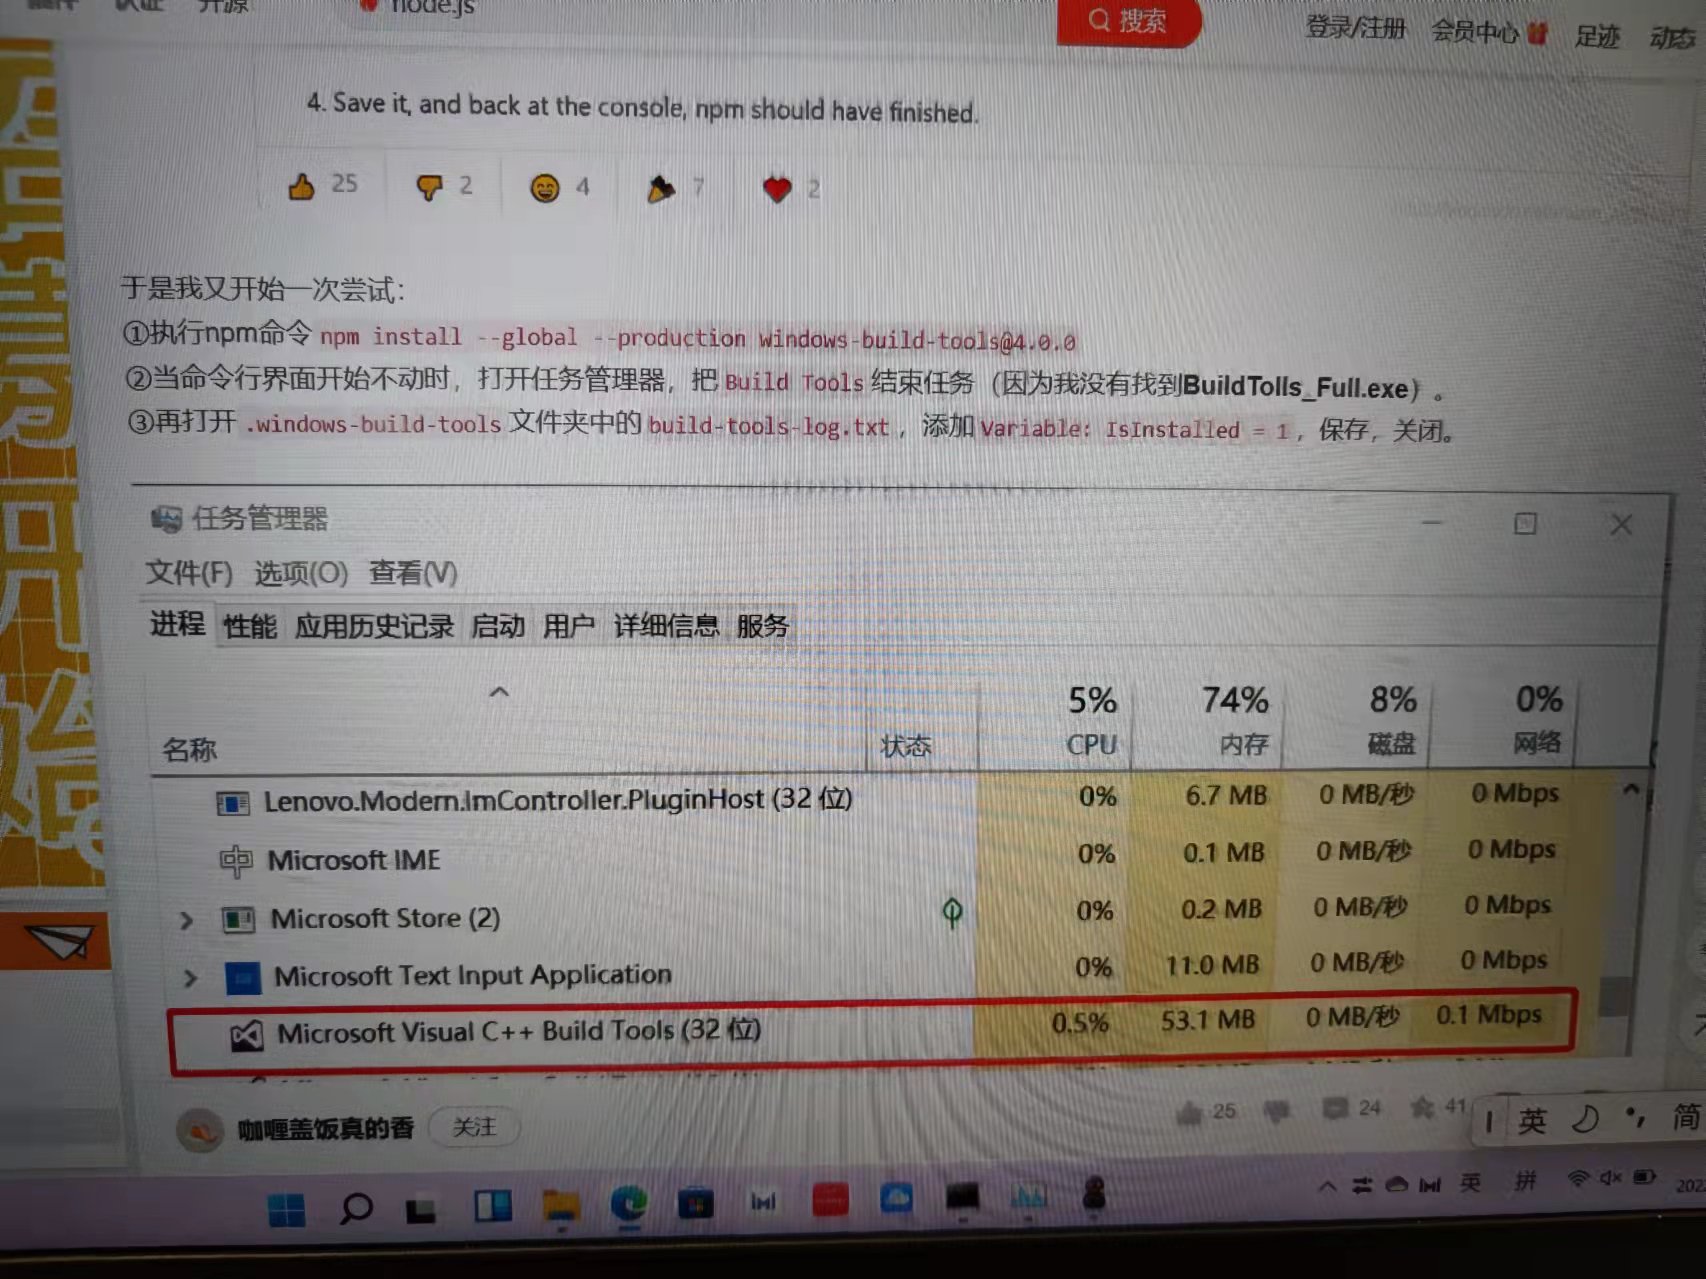 开源
node.js
搜索
登录/注册 会员中心 足迹 动态
4. Save it, and back at the console, npm should have finished.
25 2 4 7 2
于是我又开始一次尝试：
①执行npm命令 npm install --global --production windows-build-tools@4.0.0
②当命令行界面开始不动时，打开任务管理器，把 Build Tools 结束任务（因为我没有找到BuildTolls_Full.exe）。
③再打开 .windows-build-tools 文件夹中的 build-tools-log.txt ，添加 Variable: IsInstalled = 1 ，保存，关闭。
任务管理器
文件(F) 选项(O) 查看(V)
进程 性能 应用历史记录 启动 用户 详细信息 服务
5% 74% 8% 0%
名称 状态 CPU 内存 磁盘 网络
Lenovo.Modern.ImController.PluginHost (32 位) 0% 6.7 MB 0 MB/秒 0 Mbps
Microsoft IME 0% 0.1 MB 0 MB/秒 0 Mbps
Microsoft Store (2) 0% 0.2 MB 0 MB/秒 0 Mbps
Microsoft Text Input Application 0% 11.0 MB 0 MB/秒 0 Mbps
Microsoft Visual C++ Build Tools (32 位) 0.5% 53.1 MB 0 MB/秒 0.1 Mbps
咖喱盖饭真的香 关注 25 24 41
英 简
英 拼
202